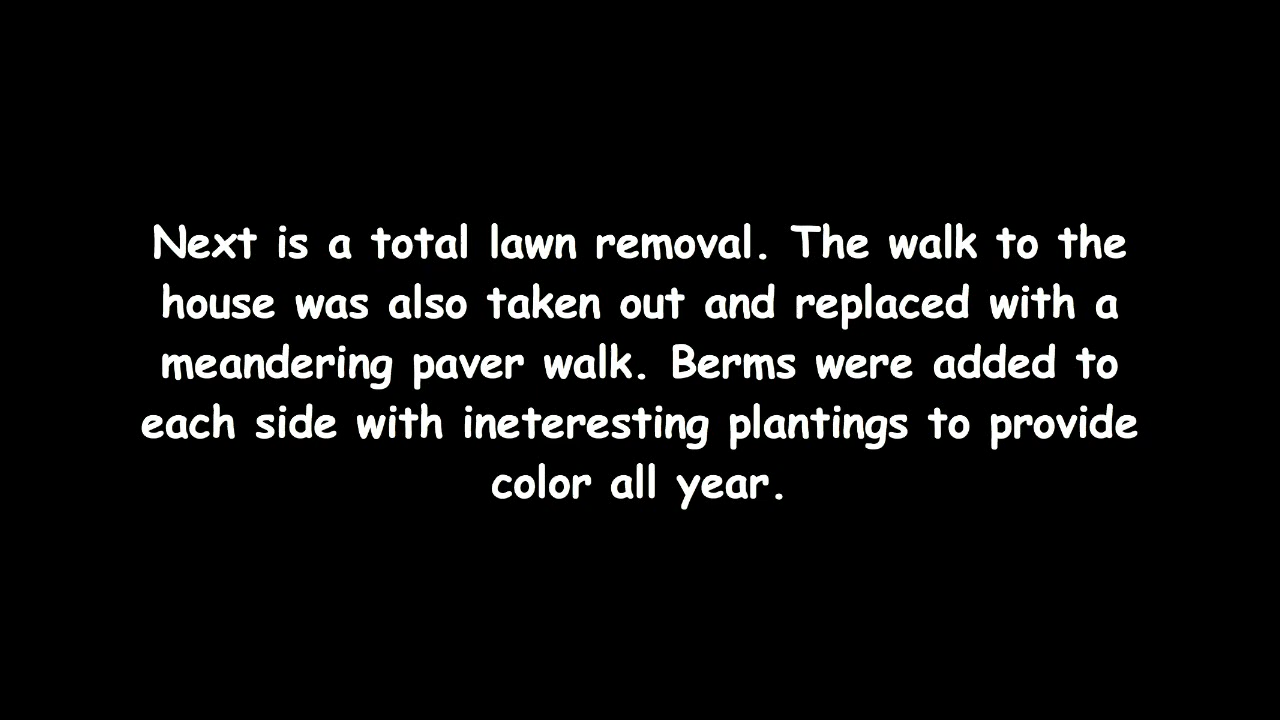 Next is a total lawn removal. The walk to the
house was also taken out and replaced with a
meandering paver walk. Berms were added to
each side with ineteresting plantings to provide
color all year.